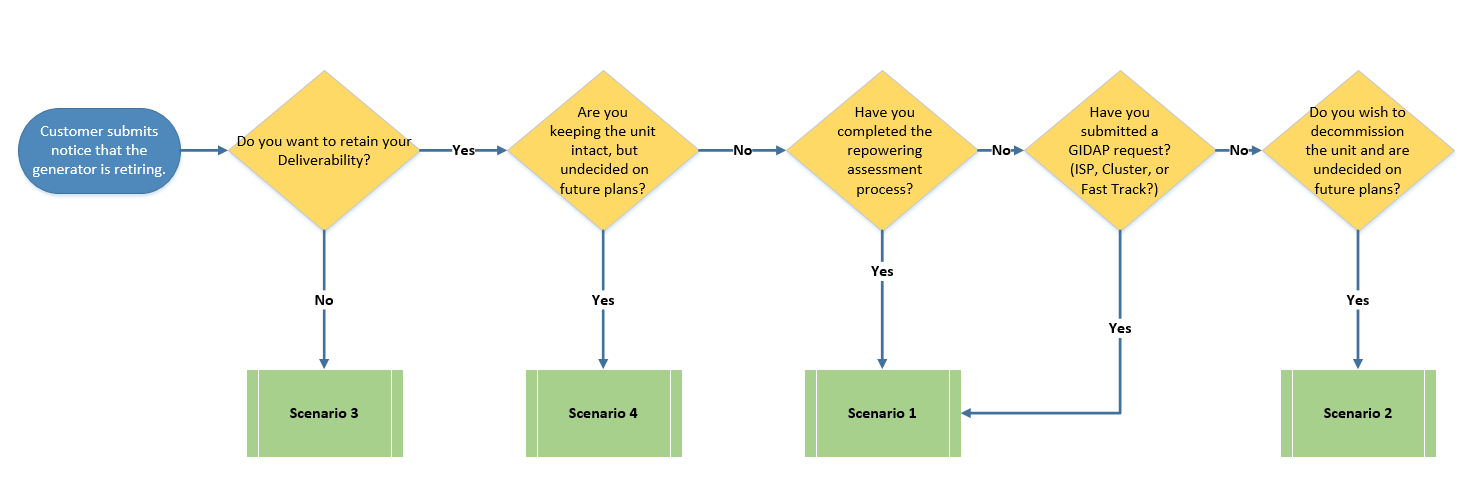 Customer submits
notice that the
generator is retiring.
Do you want to retain your
Deliverability?
Yes
Are you
keeping the unit
intact, but
undecided on
future plans?
No
Have you
completed the
repowering
assessment
process?
No
Have you
submitted a
GIDAP request?
(ISP, Cluster, or
Fast Track?)
No
Do you wish to
decommission
the unit and are
undecided on
future plans?
No
Yes
Yes
Yes
Yes
Scenario 3
Scenario 4
Scenario 1
Scenario 2